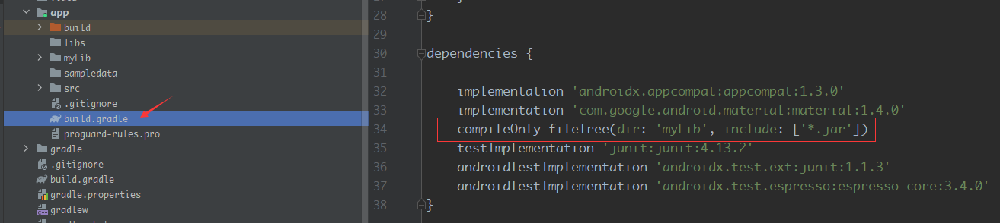 app
build
libs
myLib
sampledata
src
.gitignore
build.gradle
proguard-rules.pro
gradle
.gitignore
build.gradle
gradle.properties
gradlew
28 }
29
30 dependencies {
31
32 implementation 'androidx.appcompat:appcompat:1.3.0'
33 implementation 'com.google.android.material:material:1.4.0'
34 compileOnly fileTree(dir: 'myLib', include: ['*.jar'])
35 testImplementation 'junit:junit:4.13.2'
36 androidTestImplementation 'androidx.test.ext:junit:1.1.3'
37 androidTestImplementation 'androidx.test.espresso:espresso-core:3.4.0'
38 }